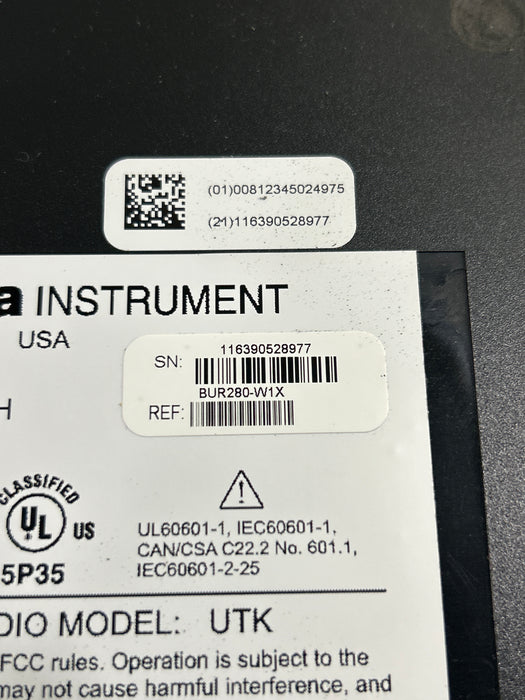 (01)00812345024975
(21)116390528977
a INSTRUMENT
USA
116390528977
SN:
BUR280-W1X
REF:
H
CLASSIFIED
UL US
UL60601-1, IEC60601-1,
CAN/CSA C22.2 No. 601.1,
IEC60601-2-25
5P35
DIO MODEL: UTK
FCC rules. Operation is subject to the
may not cause harmful interference, and